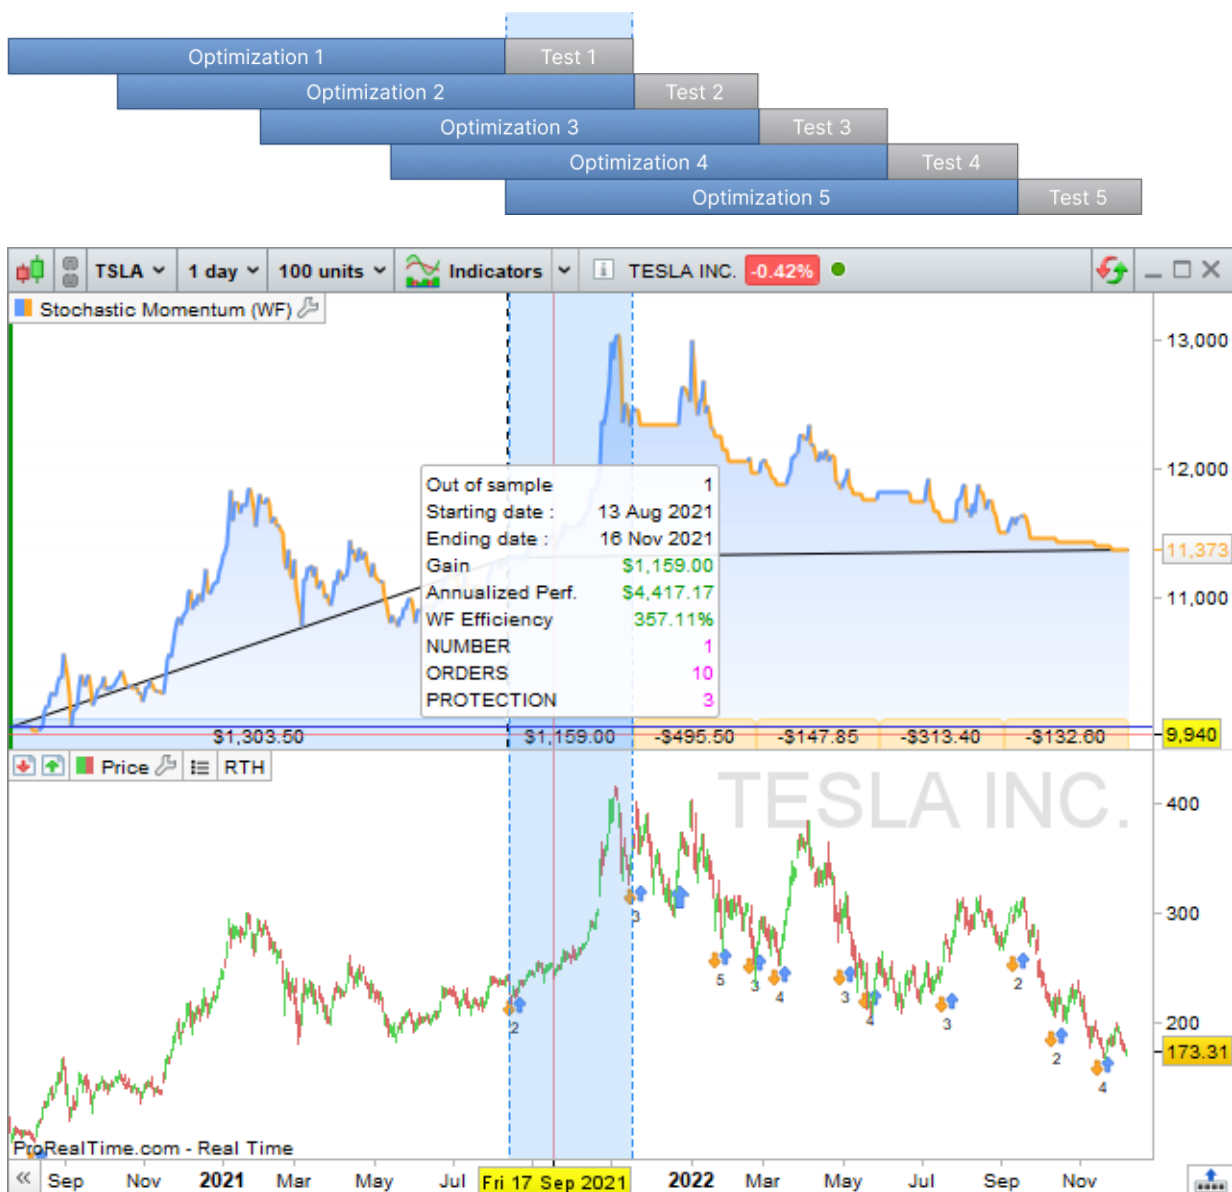 Optimization 1 Test 1
Optimization 2 Test 2
Optimization 3 Test 3
Optimization 4 Test 4
Optimization 5 Test 5
TSLA 1 day 100 units Indicators TESLA INC. -0.42%
Stochastic Momentum (WF)
13,000
12,000
11,373
11,000
Out of sample 1
Starting date : 13 Aug 2021
Ending date : 16 Nov 2021
Gain $1,159.00
Annualized Perf. $4,417.17
WF Efficiency 357.11%
NUMBER 1
ORDERS 10
PROTECTION 3
$1,303.50 $1,159.00 -$495.50 -$147.85 -$313.40 -$132.60
9,940
Price RTH
TESLA INC.
400
300
200
173.31
3
5
3
4
3
4
3
2
2
2
4
ProRealTime.com - Real Time
Sep Nov 2021 Mar May Jul Fri 17 Sep 2021 2022 Mar May Jul Sep Nov